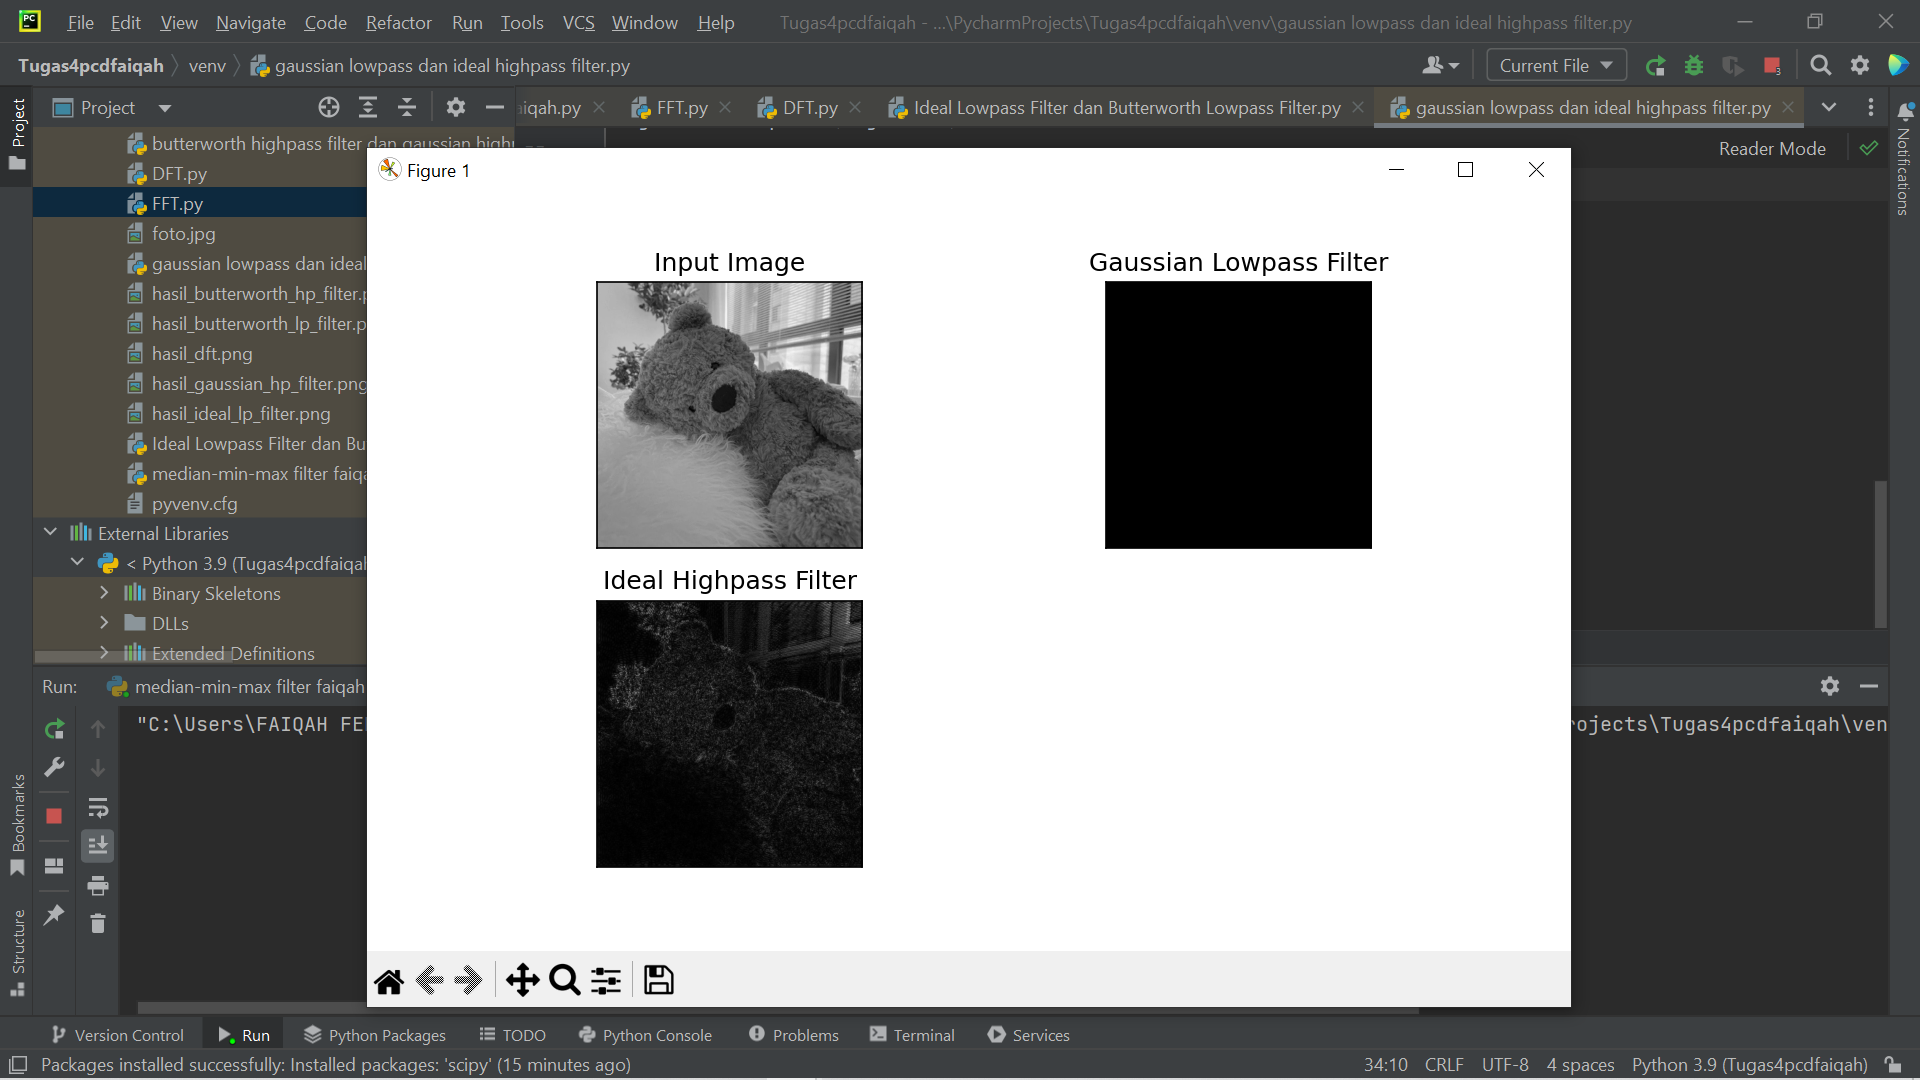 PC File Edit View Navigate Code Refactor Run Tools VCS Window Help Tugas4pcdfaiqah - ...\PycharmProjects\Tugas4pcdfaiqah\venv\gaussian lowpass dan ideal highpass filter.py
Tugas4pcdfaiqah venv gaussian lowpass dan ideal highpass filter.py Current File 3
Project
Project aiqah.py FFT.py DFT.py Ideal Lowpass Filter dan Butterworth Lowpass Filter.py gaussian lowpass dan ideal highpass filter.py
Notifications
Reader Mode
butterworth highpass filter dan gaussian high
DFT.py
FFT.py
foto.jpg
gaussian lowpass dan ideal
hasil_butterworth_hp_filter.p
hasil_butterworth_lp_filter.p
hasil_dft.png
hasil_gaussian_hp_filter.png
hasil_ideal_lp_filter.png
Ideal Lowpass Filter dan Bu
median-min-max filter faiqa
pyvenv.cfg
External Libraries
< Python 3.9 (Tugas4pcdfaiqah
Binary Skeletons
DLLs
Extended Definitions
Figure 1
Input Image
Gaussian Lowpass Filter
Ideal Highpass Filter
Run: median-min-max filter faiqah
"C:\Users\FAIQAH FE
rojects\Tugas4pcdfaiqah\ven
Bookmarks
Structure
Version Control Run Python Packages TODO Python Console Problems Terminal Services
Packages installed successfully: Installed packages: 'scipy' (15 minutes ago) 34:10 CRLF UTF-8 4 spaces Python 3.9 (Tugas4pcdfaiqah)